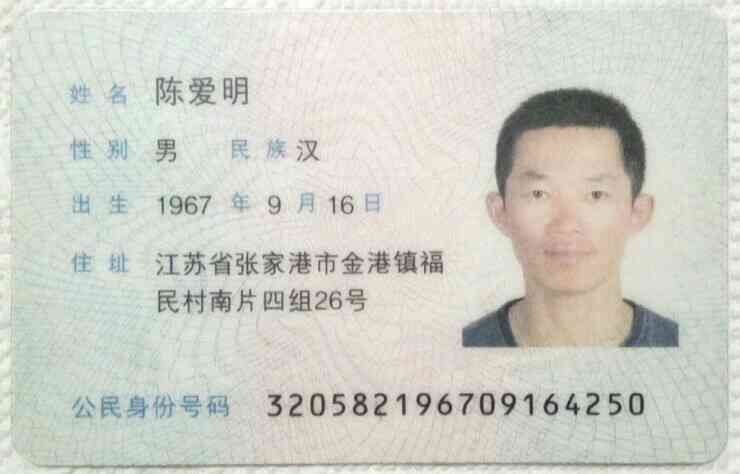 姓名 陈爱明
性别 男 民族 汉
出生 1967 年 9 月 16 日
住址 江苏省张家港市金港镇福
民村南片四组26号
公民身份号码 320582196709164250